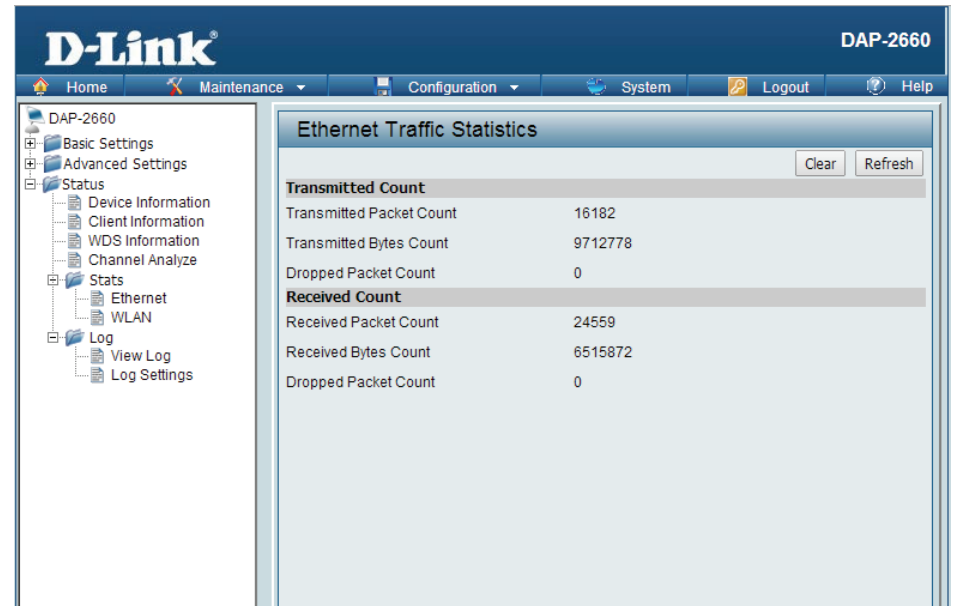 D-Link®
DAP-2660
Home Maintenance Configuration System Logout Help
DAP-2660
Basic Settings
Advanced Settings
Status
Device Information
Client Information
WDS Information
Channel Analyze
Stats
Ethernet
WLAN
Log
View Log
Log Settings
Ethernet Traffic Statistics
Clear Refresh
Transmitted Count
Transmitted Packet Count 16182
Transmitted Bytes Count 9712778
Dropped Packet Count 0
Received Count
Received Packet Count 24559
Received Bytes Count 6515872
Dropped Packet Count 0